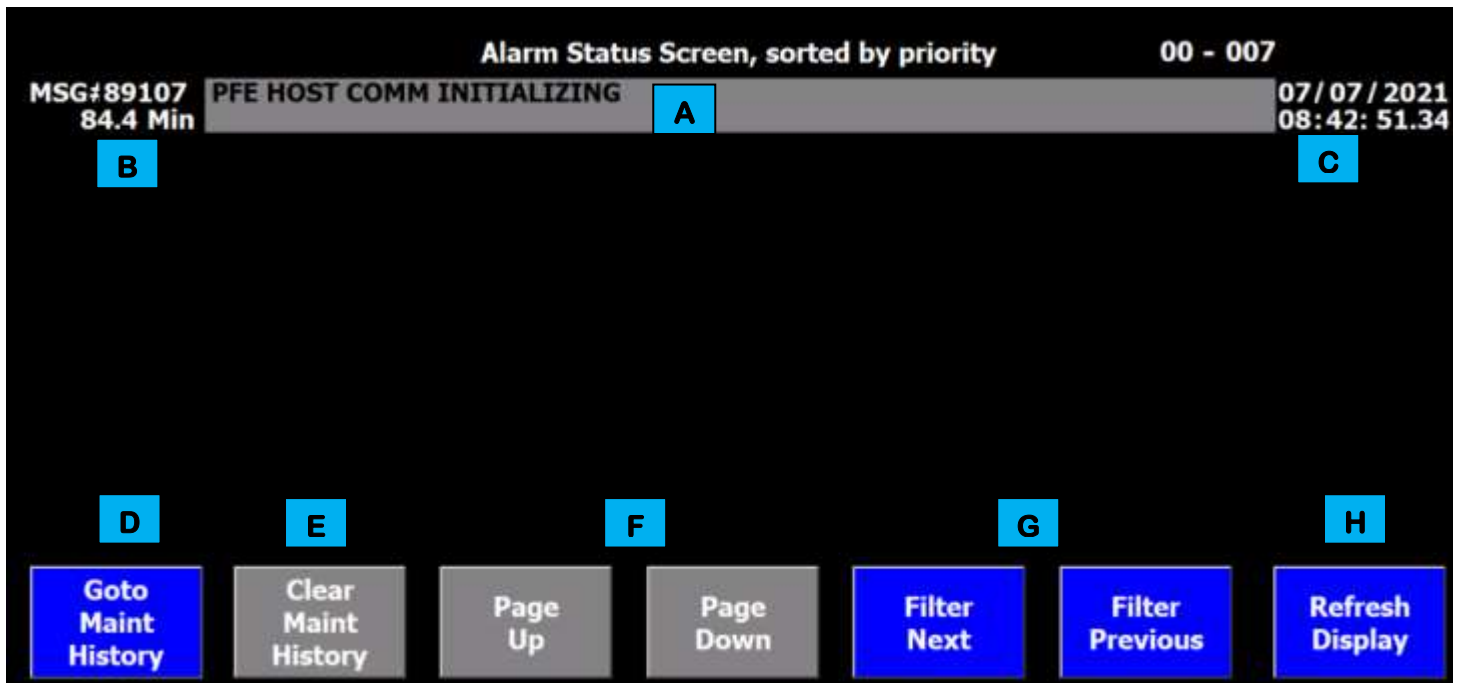 Alarm Status Screen, sorted by priority 00 - 007
MSG#89107 PFE HOST COMM INITIALIZING 07/07/2021
84.4 Min A 08:42: 51.34
B C
D E F G H
Goto Maint History
Clear Maint History
Page Up
Page Down
Filter Next
Filter Previous
Refresh Display